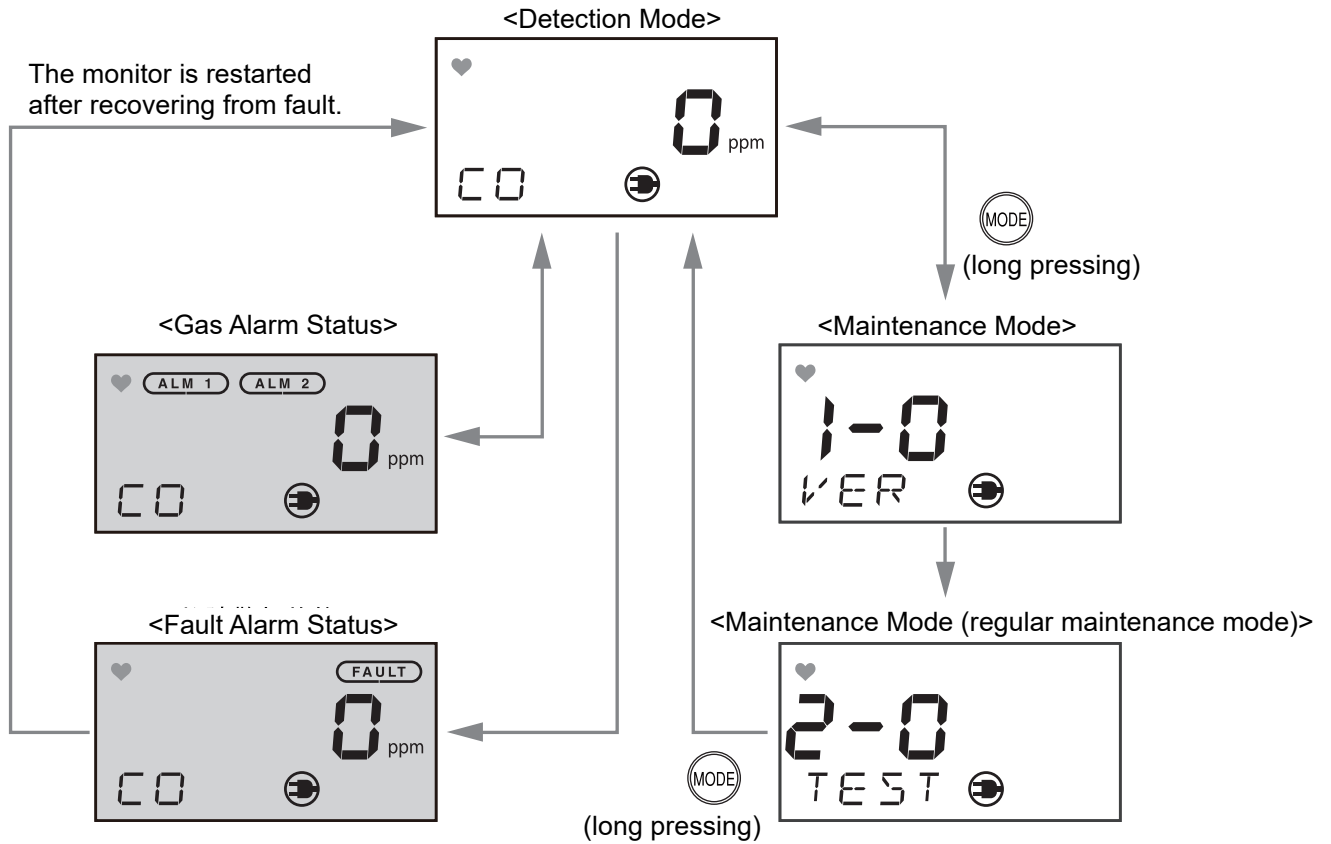 <Detection Mode>
The monitor is restarted
after recovering from fault.
0 ppm
CO
MODE
(long pressing)
<Gas Alarm Status>
ALM 1 ALM 2
0 ppm
CO
<Maintenance Mode>
1-0
VER
<Fault Alarm Status>
FAULT
0 ppm
CO
<Maintenance Mode (regular maintenance mode)>
2-0
TEST
MODE
(long pressing)